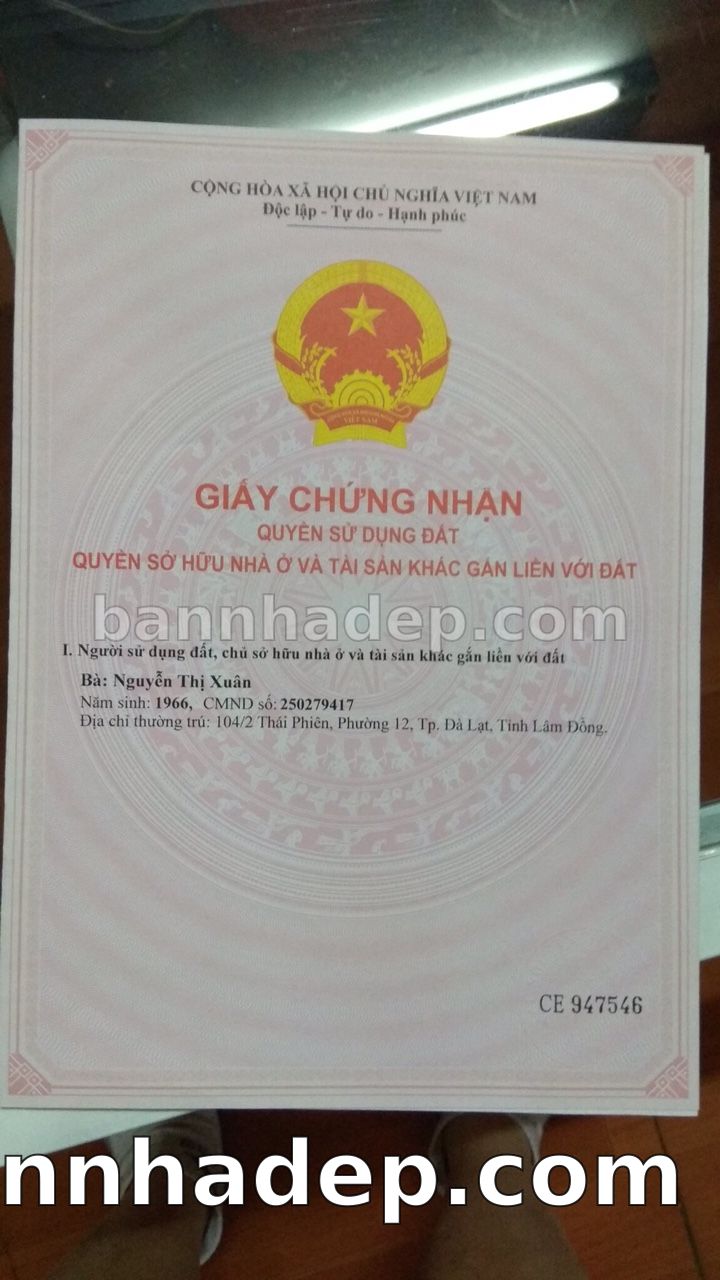 CỘNG HÒA XÃ HỘI CHỦ NGHĨA VIỆT NAM
Độc lập - Tự do - Hạnh phúc
VIỆT NAM
GIẤY CHỨNG NHẬN
QUYỀN SỬ DỤNG ĐẤT
QUYỀN SỞ HỮU NHÀ Ở VÀ TÀI SẢN KHÁC GẮN LIỀN VỚI ĐẤT
bannhadep.com
I. Người sử dụng đất, chủ sở hữu nhà ở và tài sản khác gắn liền với đất
Bà: Nguyễn Thị Xuân
Năm sinh: 1966, CMND số: 250279417
Địa chỉ thường trú: 104/2 Thái Phiên, Phường 12, Tp. Đà Lạt, Tỉnh Lâm Đồng.
CE 947546
nnhadep.com